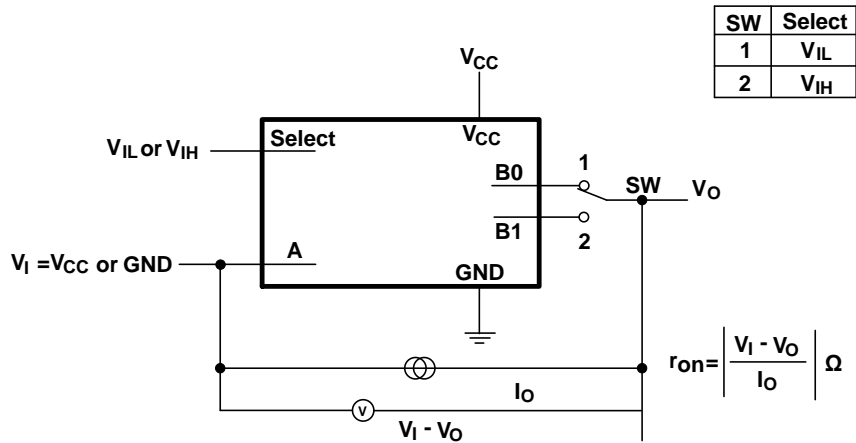 SW Select
1 VIL
2 VIH
VCC
Select
VCC
VIL or VIH
B0
1
SW
VO
B1
2
VI =VCC or GND
A
GND
ron= | VI - VO / IO | Ω
IO
V
VI - VO